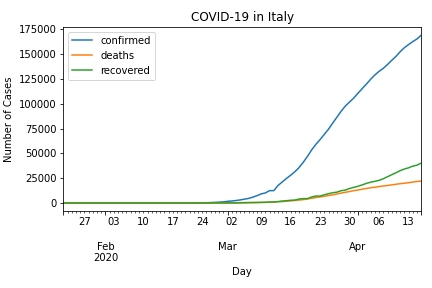 COVID-19 in Italy
confirmed
deaths
recovered
Number of Cases
175000
150000
125000
100000
75000
50000
25000
0
27 03 10 17 24 02 09 16 23 30 06 13
Feb Mar Apr
2020
Day